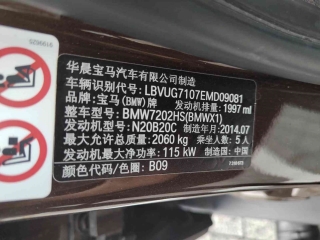 华晨宝马汽车有限公司制造
车辆识别代号: LBVUG7107EMD09081
品牌: 宝马(BMW)牌 发动机排量: 1997 ml
整车型号: BMW7202HS(BMWX1)
发动机型号: N20B20C 制造年月: 2014.07
最大允许总质量: 2060 kg 乘坐人数: 5人
发动机最大净功率: 115 kW 制造国: 中国
颜色代码/色圈: B09